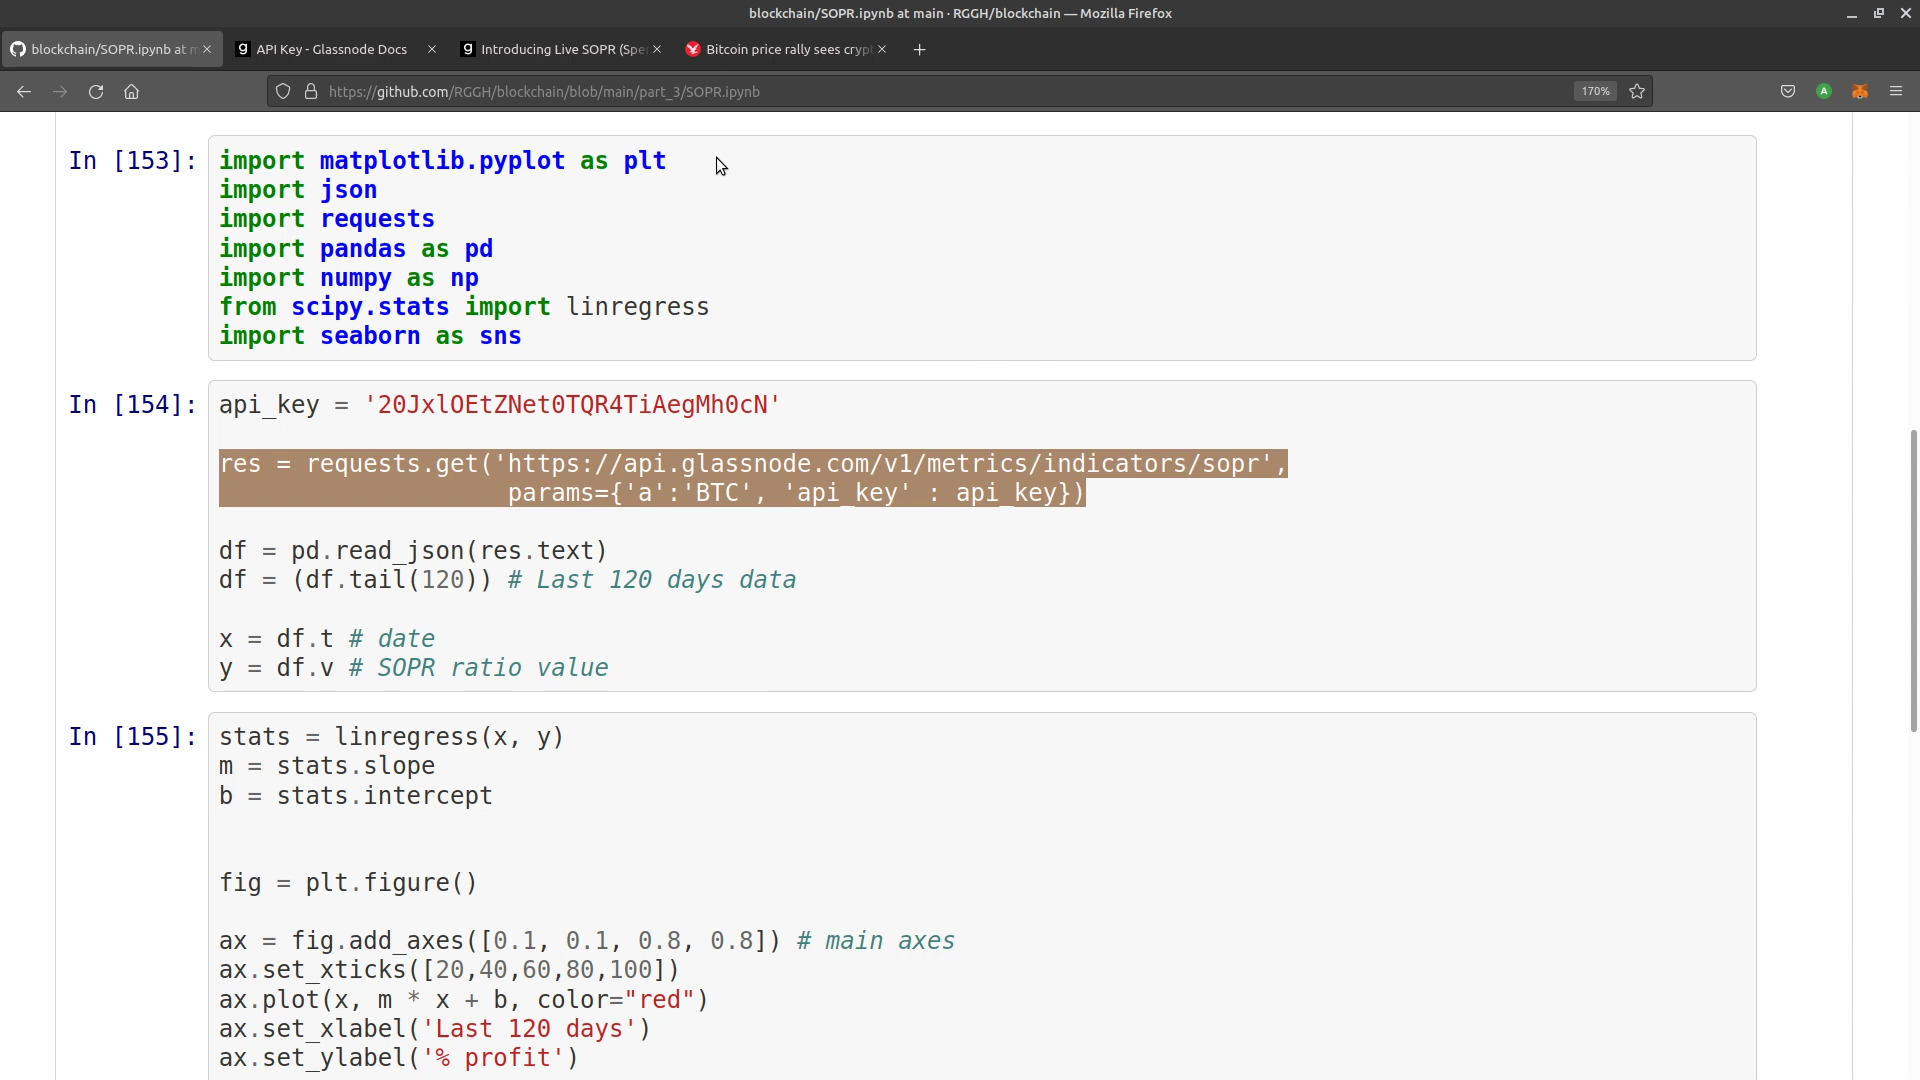 blockchain/SOPR.ipynb at main · RGGH/blockchain — Mozilla Firefox
blockchain/SOPR.ipynb at m
API Key - Glassnode Docs
Introducing Live SOPR (Spe
Bitcoin price rally sees crypt
https://github.com/RGGH/blockchain/blob/main/part_3/SOPR.ipynb
170%
In [153]: import matplotlib.pyplot as plt
import json
import requests
import pandas as pd
import numpy as np
from scipy.stats import linregress
import seaborn as sns
In [154]: api_key = '20JxlOEtZNet0TQR4TiAegMh0cN'
res = requests.get('https://api.glassnode.com/v1/metrics/indicators/sopr',
params={'a':'BTC', 'api_key' : api_key})
df = pd.read_json(res.text)
df = (df.tail(120)) # Last 120 days data
x = df.t # date
y = df.v # SOPR ratio value
In [155]: stats = linregress(x, y)
m = stats.slope
b = stats.intercept
fig = plt.figure()
ax = fig.add_axes([0.1, 0.1, 0.8, 0.8]) # main axes
ax.set_xticks([20,40,60,80,100])
ax.plot(x, m * x + b, color="red")
ax.set_xlabel('Last 120 days')
ax.set_ylabel('% profit')